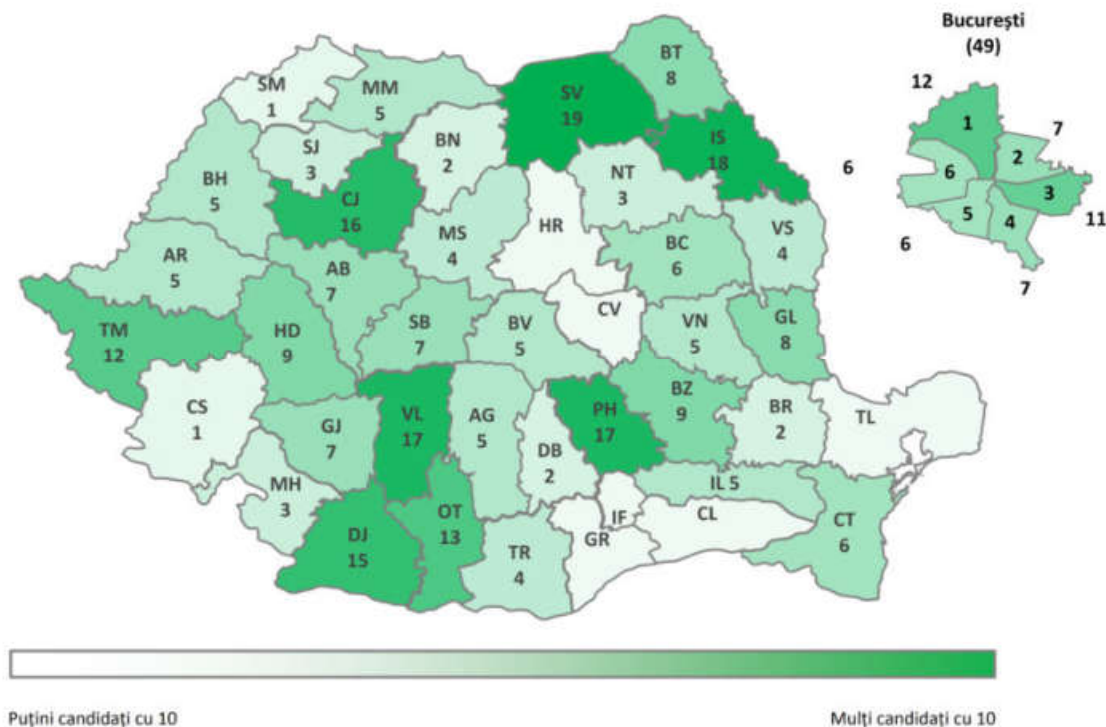 București
(49)
12
1
7
2
6
6
3
5
4
11
6
7
BT
8
SM
1
MM
5
SV
19
IS
18
BN
2
SJ
3
NT
3
BH
5
CJ
16
MS
4
HR
BC
6
VS
4
AR
5
AB
7
TM
12
HD
9
SB
7
BV
5
CV
VN
5
GL
8
CS
1
GJ
7
VL
17
AG
5
DB
2
PH
17
BZ
9
BR
2
TL
MH
3
IL 5
DJ
15
OT
13
TR
4
GR
IF
CL
CT
6
Puțini candidați cu 10
Mulți candidați cu 10